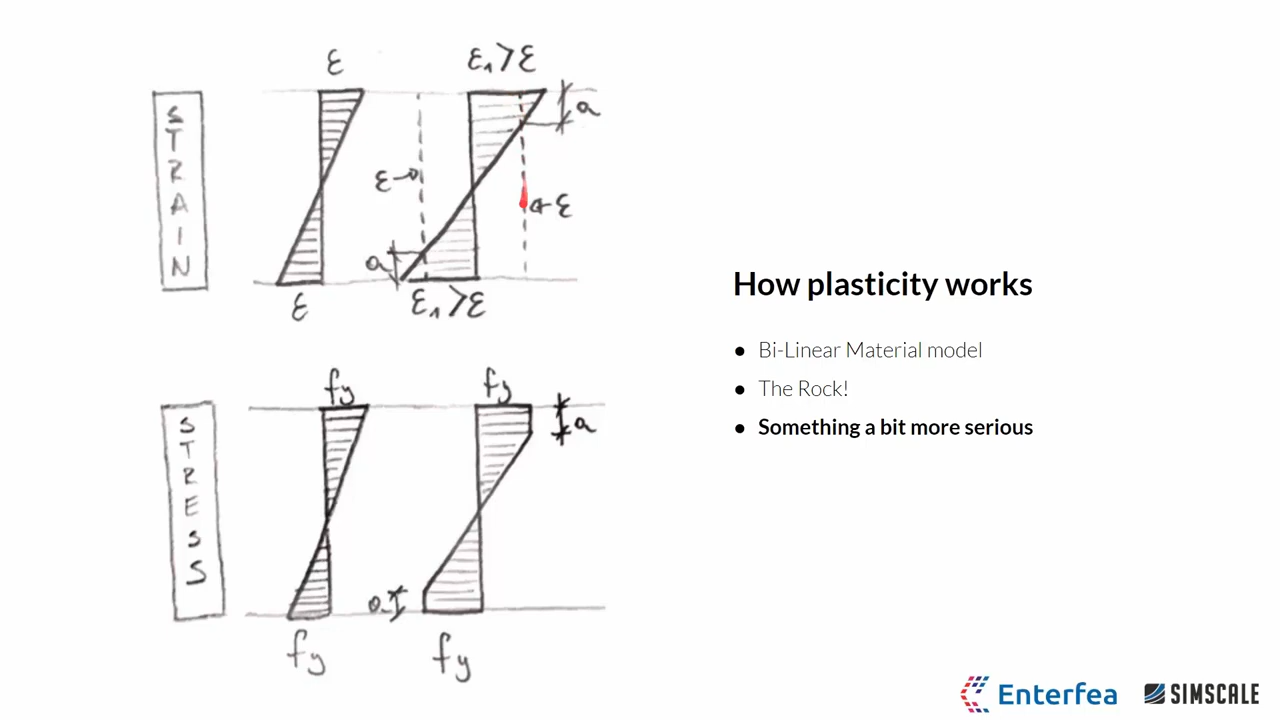 STRAIN
ε
ε₁>ε
a
ε
ε
a
ε
ε₁>ε
STRESS
fy
fy
a
a
fy
fy
How plasticity works
● Bi-Linear Material model
● The Rock!
● Something a bit more serious
Enterfea
SIMSCALE